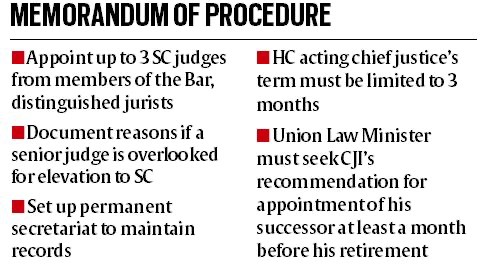 MEMORANDUM OF PROCEDURE
Appoint up to 3 SC judges
from members of the Bar,
distinguished jurists
Document reasons if a
senior judge is overlooked
for elevation to SC
Set up permanent
secretariat to maintain
records
HC acting chief justice's
term must be limited to 3
months
Union Law Minister
must seek CJI's
recommendation for
appointment of his
successor at least a month
before his retirement